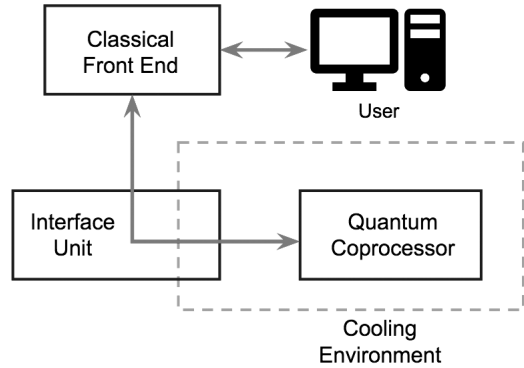 Classical
Front End
User
Interface
Unit
Quantum
Coprocessor
Cooling
Environment